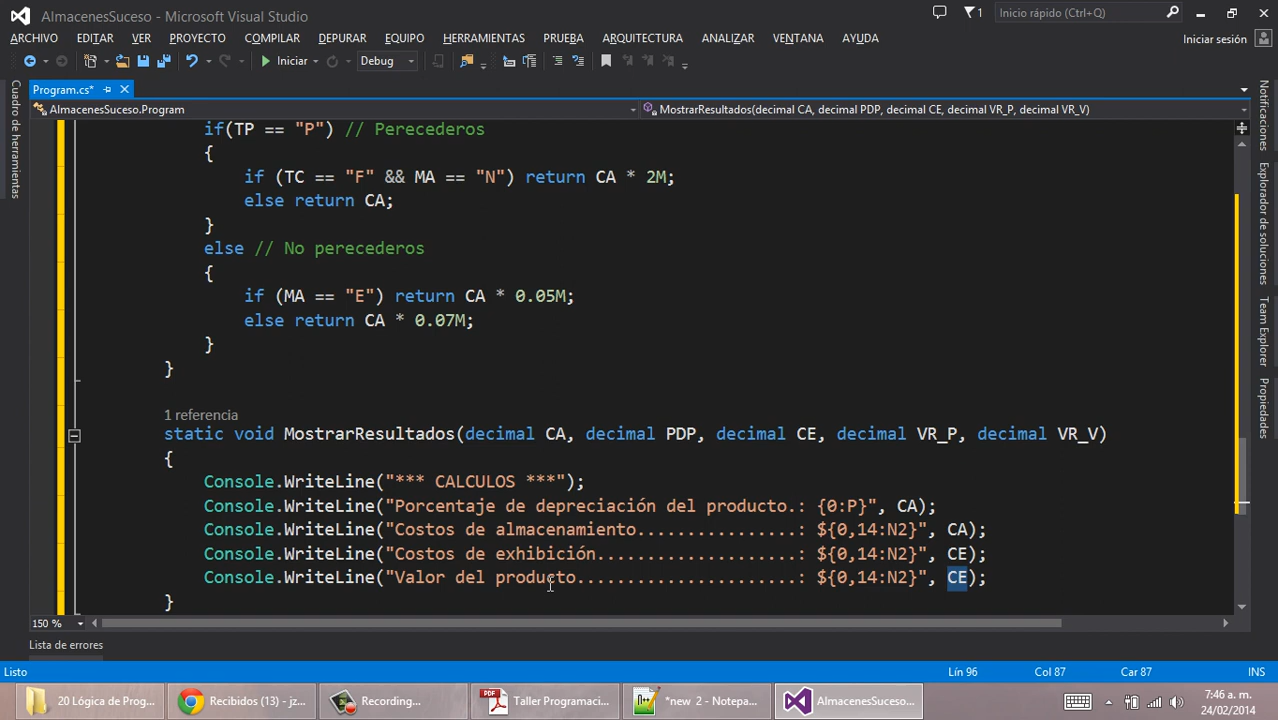 AlmacenesSuceso - Microsoft Visual Studio
1
Inicio rápido (Ctrl+Q)
ARCHIVO EDITAR VER PROYECTO COMPILAR DEPURAR EQUIPO HERRAMIENTAS PRUEBA ARQUITECTURA ANALIZAR VENTANA AYUDA
Iniciar sesión
Iniciar
Debug
Program.cs*
AlmacenesSuceso.Program
MostrarResultados(decimal CA, decimal PDP, decimal CE, decimal VR_P, decimal VR_V)
Cuadro de herramientas
Notificaciones
Explorador de soluciones
Team Explorer
Propiedades
if(TP == "P") // Perecederos
{
if (TC == "F" && MA == "N") return CA * 2M;
else return CA;
}
else // No perecederos
{
if (MA == "E") return CA * 0.05M;
else return CA * 0.07M;
}
}
1 referencia
static void MostrarResultados(decimal CA, decimal PDP, decimal CE, decimal VR_P, decimal VR_V)
{
Console.WriteLine("*** CALCULOS ***");
Console.WriteLine("Porcentaje de depreciación del producto.: {0:P}", CA);
Console.WriteLine("Costos de almacenamiento................: ${0,14:N2}", CA);
Console.WriteLine("Costos de exhibición....................: ${0,14:N2}", CE);
Console.WriteLine("Valor del producto......................: ${0,14:N2}", CE);
}
150 %
Lista de errores
Listo
Lín 96
Col 87
Car 87
INS
20 Lógica de Prog...
Recibidos (13) - jz...
Recording...
Taller Programaci...
*new 2 - Notepa...
AlmacenesSuceso...
7:46 a. m.
24/02/2014